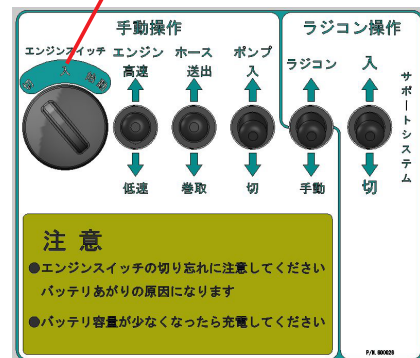 手動操作
ラジコン操作
エンジンスイッチ
エンジン
ホース
ポンプ
ラジコン
入
高速
送出
入
切 入 始動
低速
巻取
切
手動
切
サポートシステム
注 意
●エンジンスイッチの切り忘れに注意してください
バッテリあがりの原因になります
●バッテリ容量が少なくなったら充電してください
P/N.600026